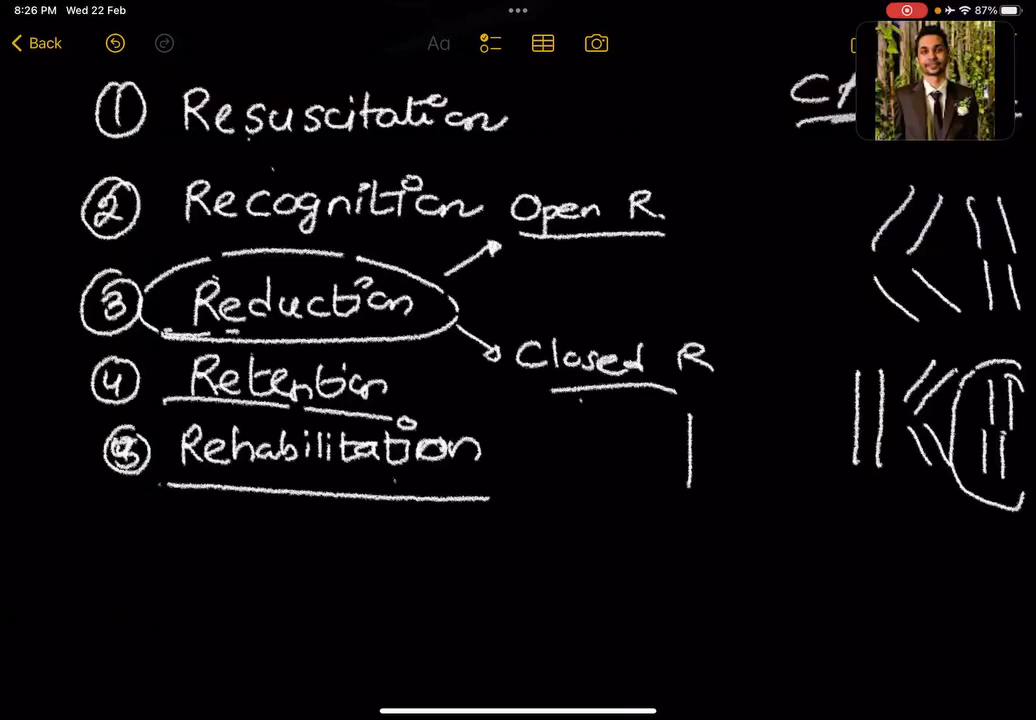 8:26 PM Wed 22 Feb
87%
Back
Aa
① Resuscitation
② Recognition
Open R.
③ Reduction
Closed R
④ Retention
⑤ Rehabilitation